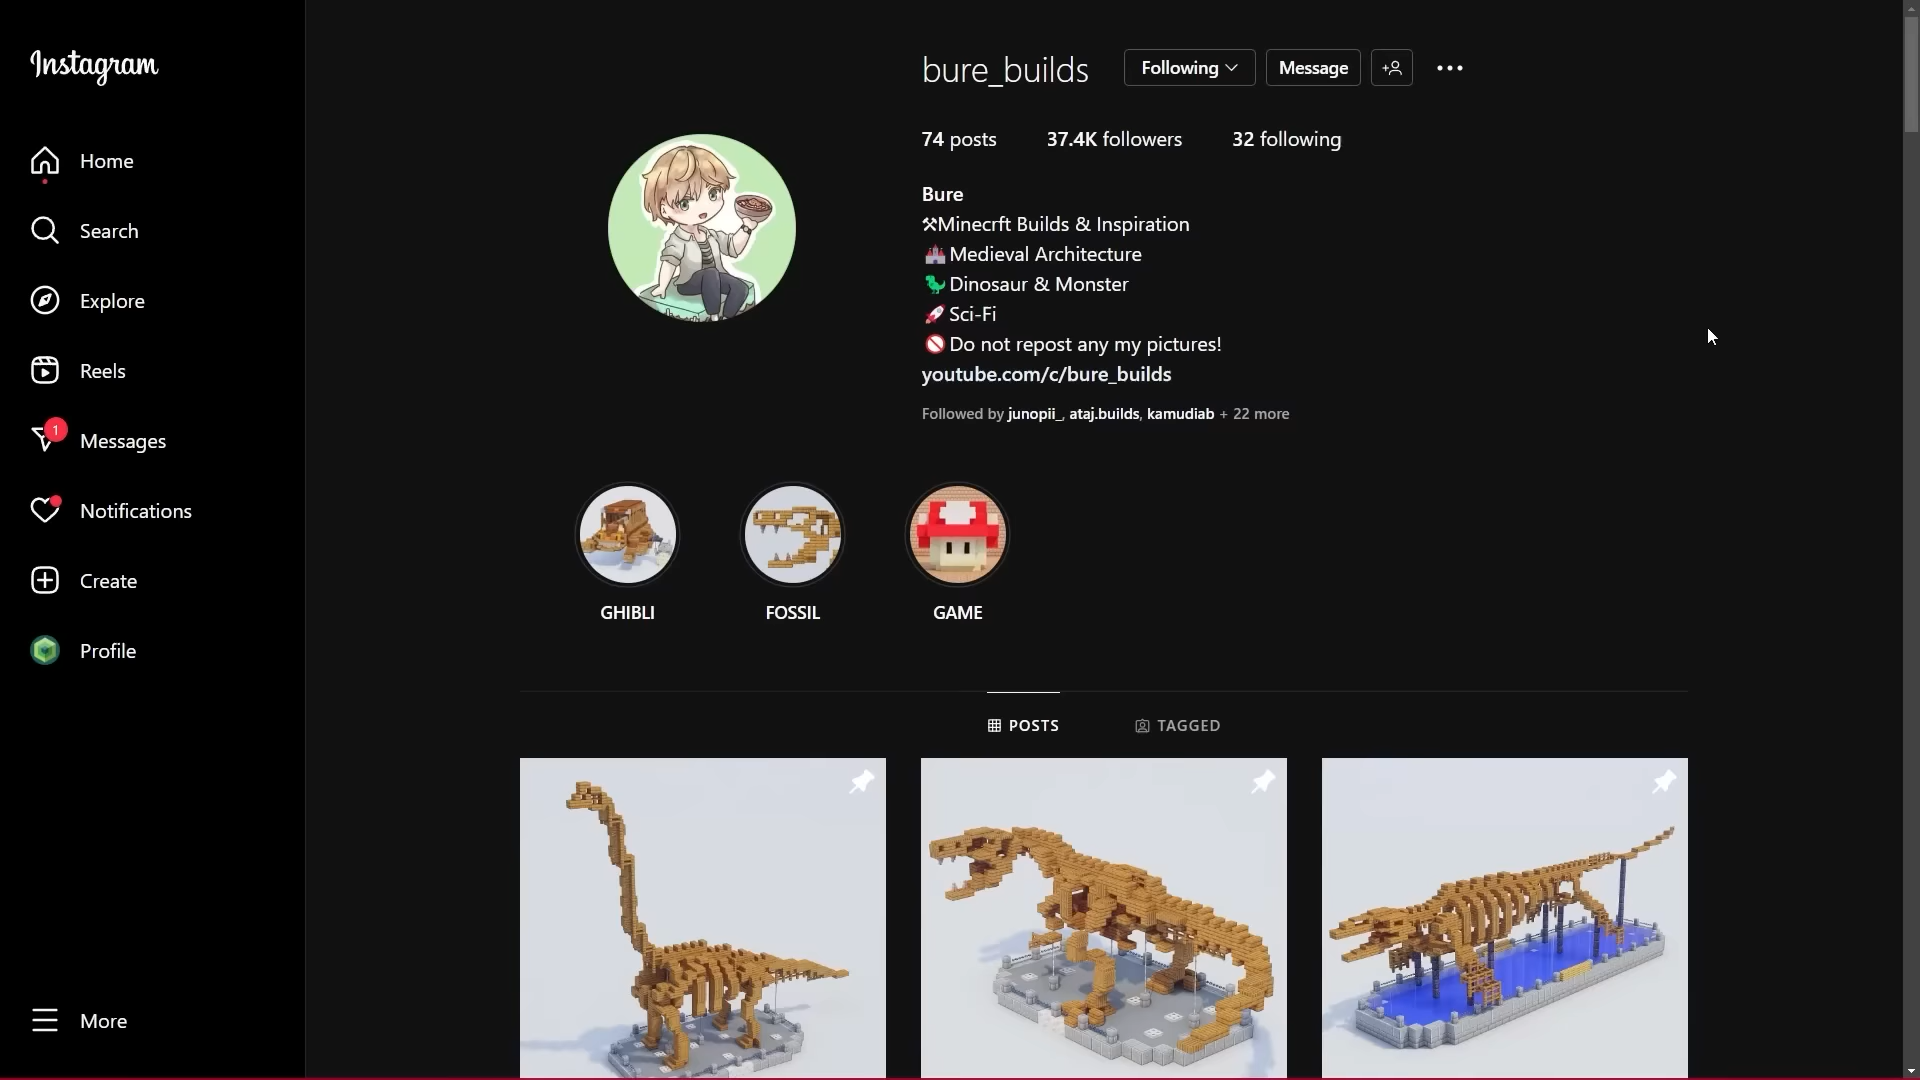 Instagram
Home
Search
Explore
Reels
1
Messages
Notifications
Create
Profile
More
bure_builds
Following
Message
74 posts
37.4K followers
32 following
Bure
⚒Minecrft Builds & Inspiration
🏰Medieval Architecture
🦖Dinosaur & Monster
🚀Sci-Fi
🚫Do not repost any my pictures!
youtube.com/c/bure_builds
Followed by junopii_, ataj.builds, kamudiab + 22 more
GHIBLI
FOSSIL
GAME
POSTS
TAGGED